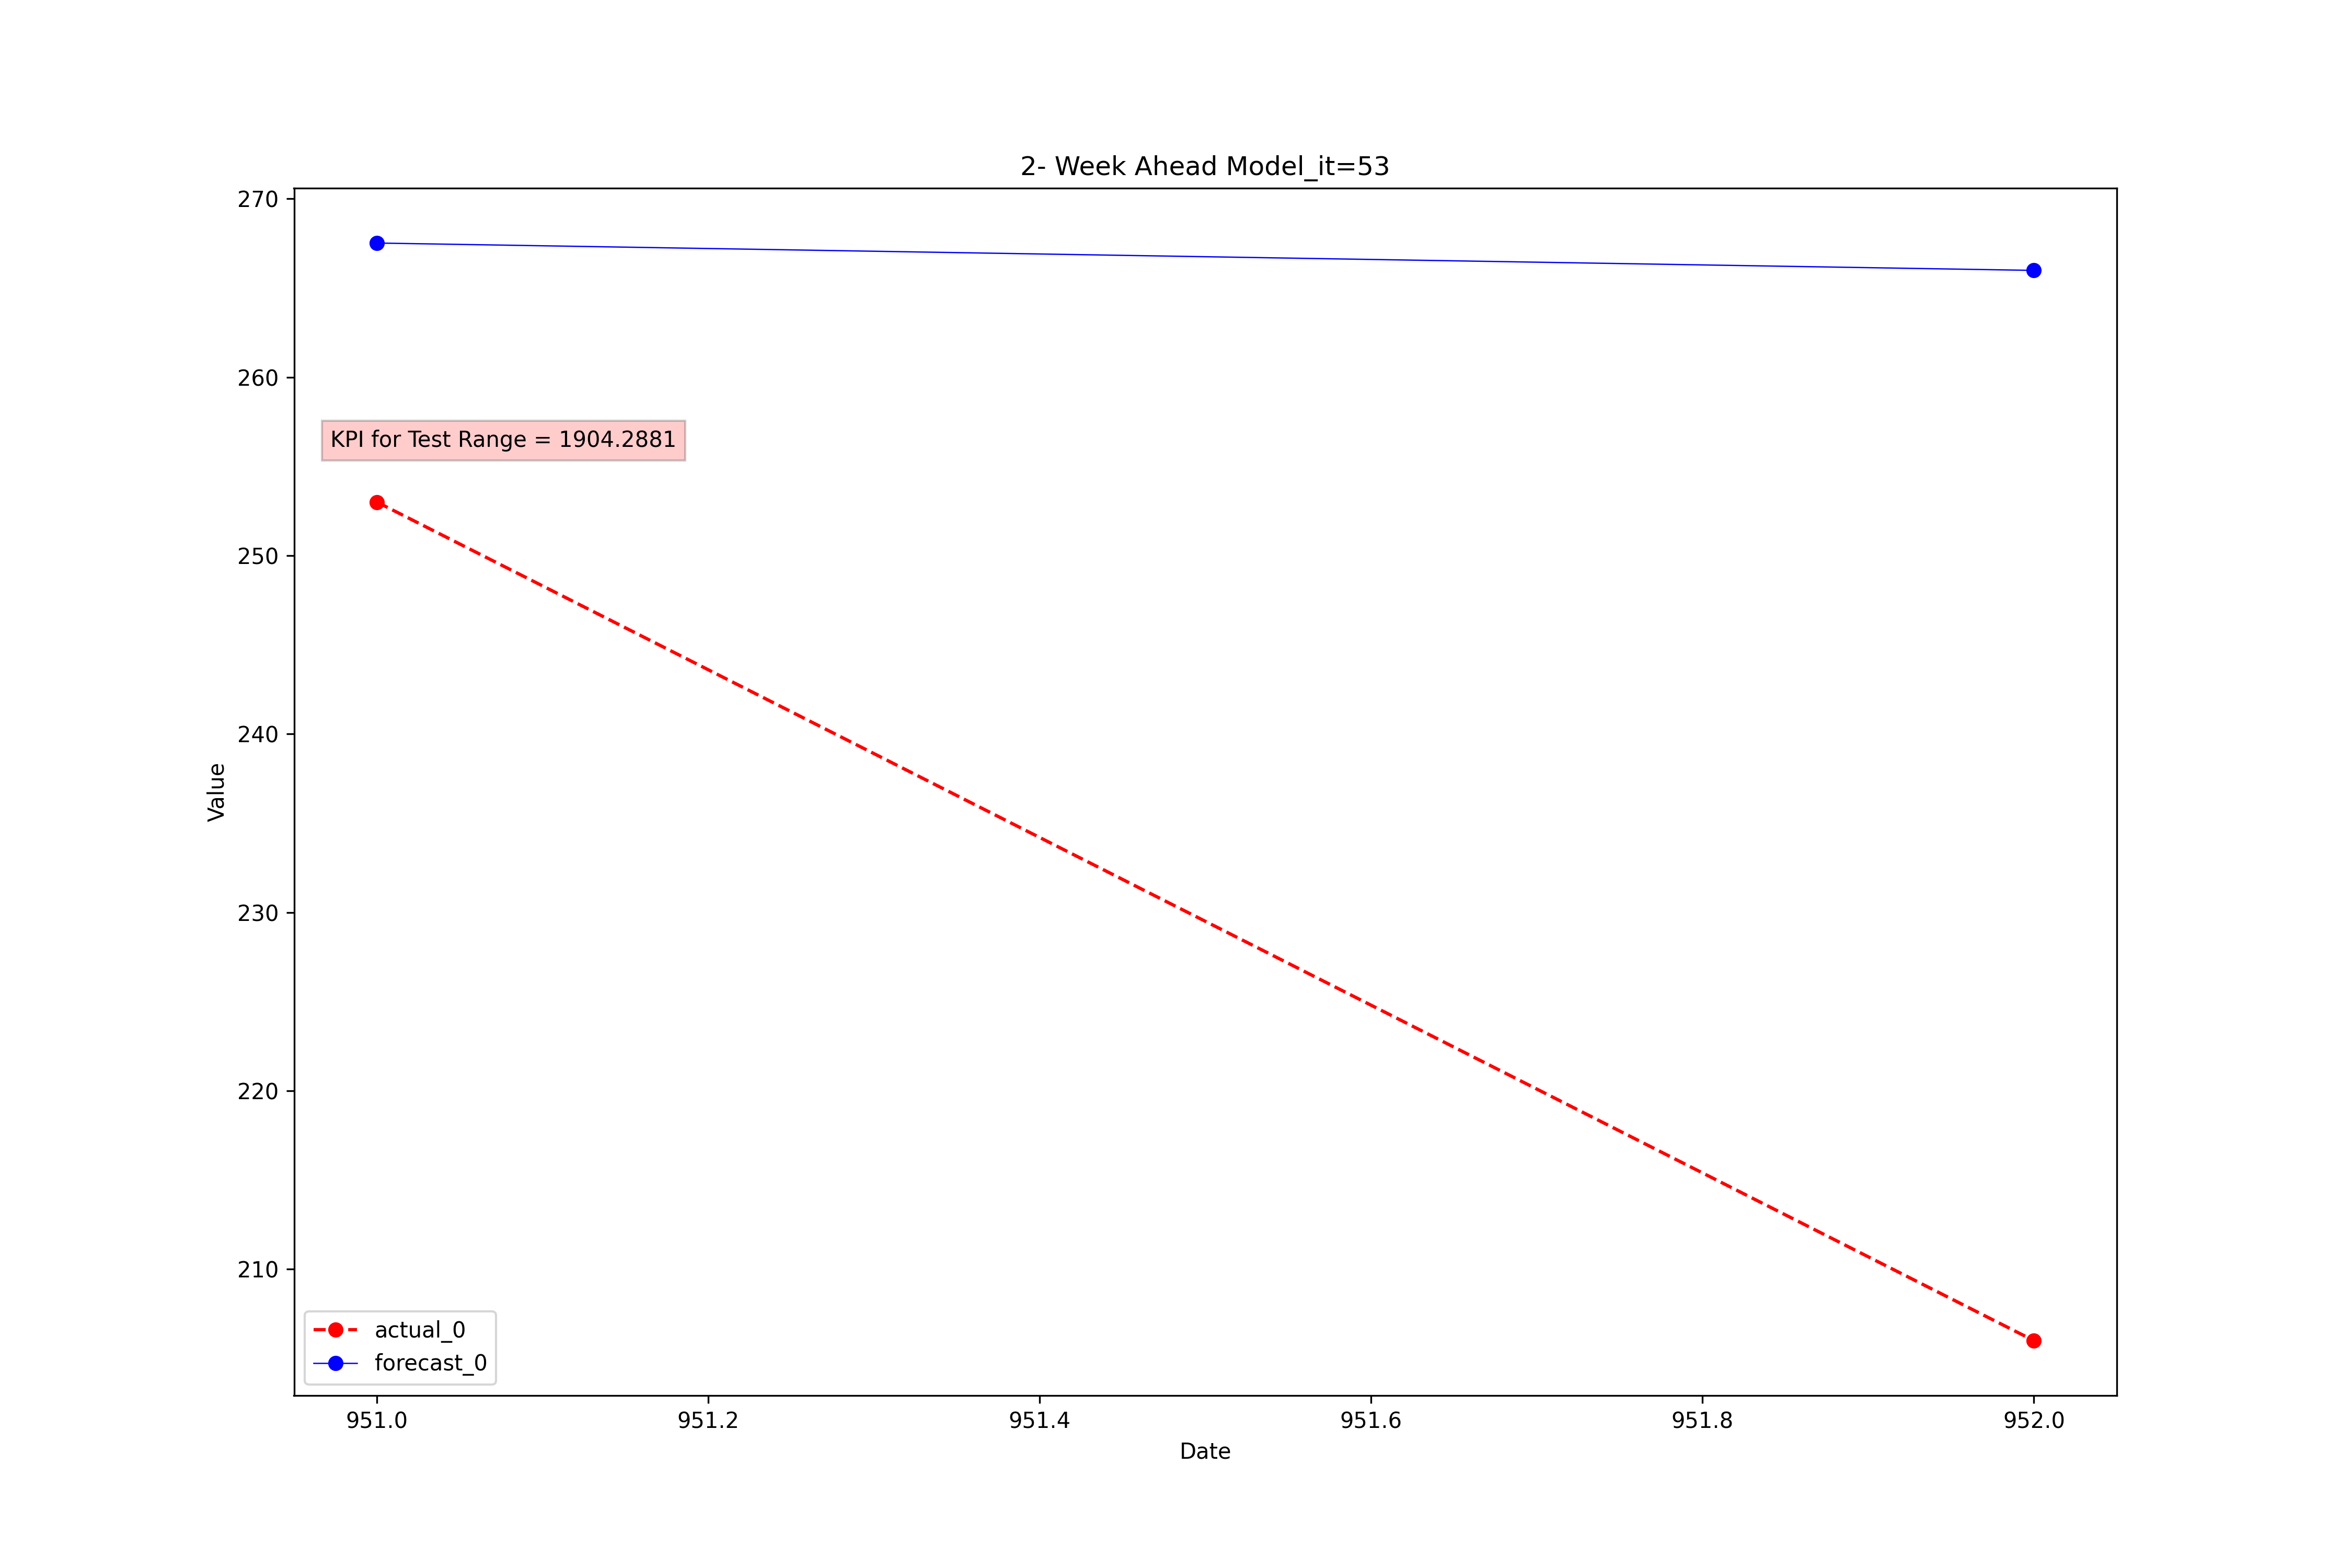 2- Week Ahead Model_it=53
270
260
KPI for Test Range = 1904.2881
250
240
Value
230
220
210
actual_0
forecast_0
951.0 951.2 951.4 951.6 951.8 952.0
Date